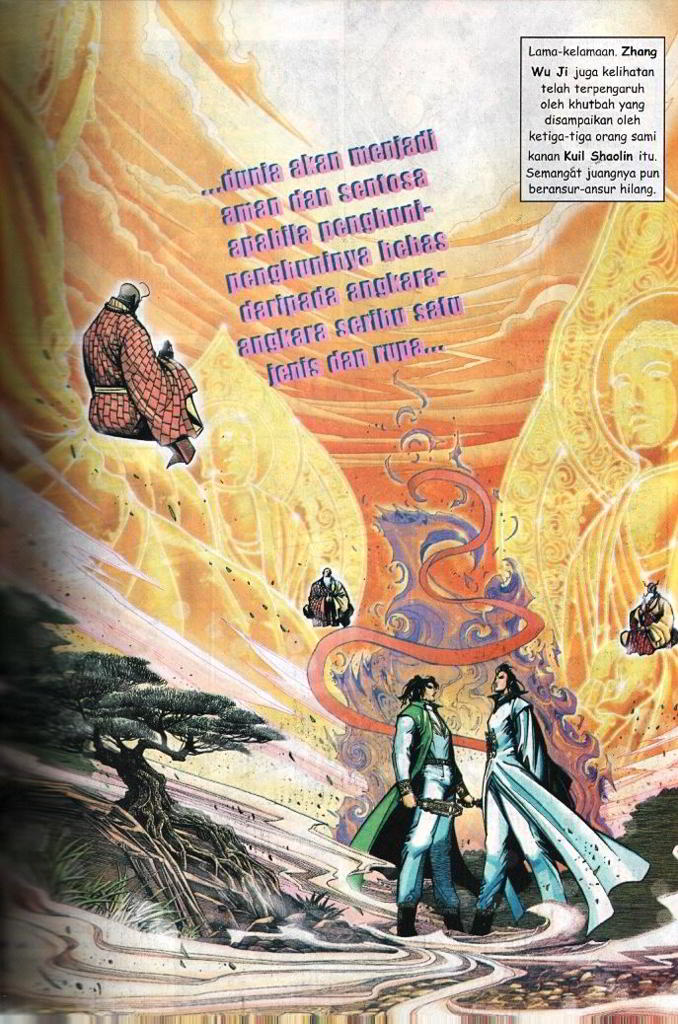 Lama-kelamaan. Zhang
Wu Ji juga kelihatan
telah terpengaruh
oleh khutbah yang
disampaikan oleh
ketiga-tiga orang sami
kanan Kuil Shaolin itu.
Semangat juangnya pun
beransur-ansur hilang.
...dunia akan menjadi
aman dan sentosa
apabila penghuni-
penghuninya bebas
daripada angkara-
angkara seribu satu
jenis dan rupa...